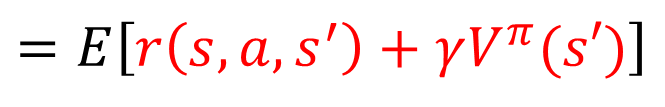 = E[r(s, a, s′) + γV^π(s′)]